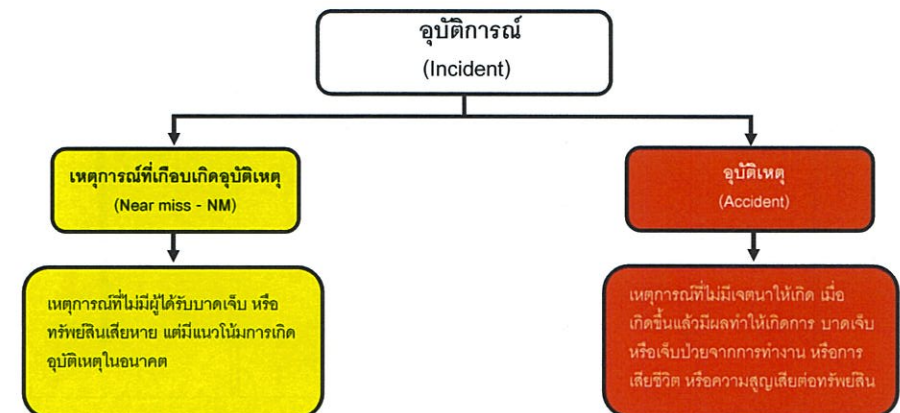 อุบัติการณ์
(Incident)
เหตุการณ์ที่เกือบเกิดอุบัติเหตุ
(Near miss - NM)
อุบัติเหตุ
(Accident)
เหตุการณ์ที่ไม่มีผู้ได้รับบาดเจ็บ หรือ
ทรัพย์สินเสียหาย แต่มีแนวโน้มการเกิด
อุบัติเหตุในอนาคต
เหตุการณ์ที่ไม่มีเจตนาให้เกิด เมื่อ
เกิดขึ้นแล้วมีผลทำให้เกิดการ บาดเจ็บ
หรือเจ็บป่วยจากการทำงาน หรือการ
เสียชีวิต หรือความสูญเสียต่อทรัพย์สิน